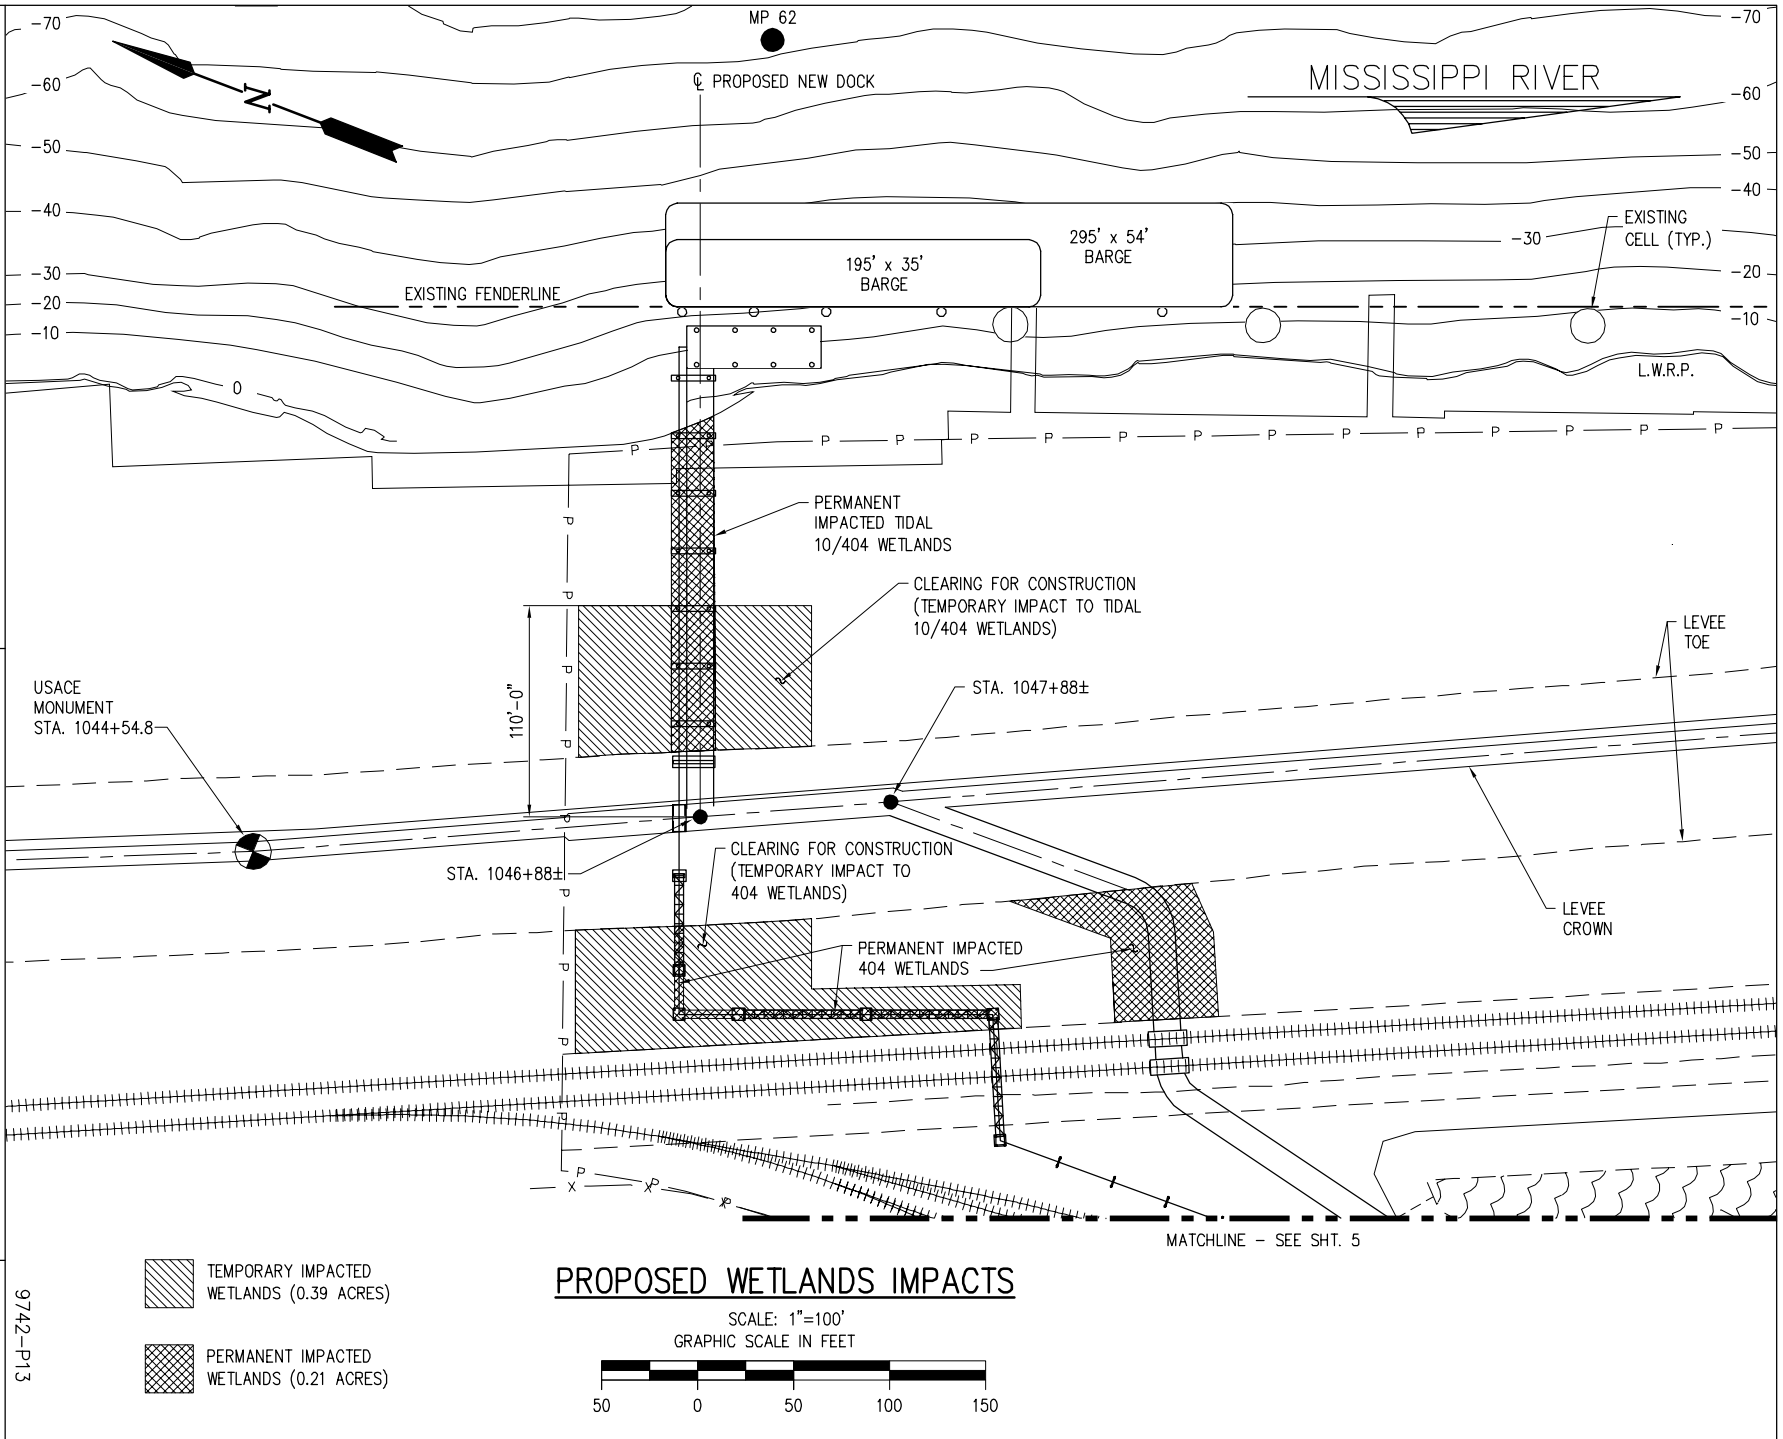 MP 62
-70
-70
℄ PROPOSED NEW DOCK
MISSISSIPPI RIVER
-60
-60
N
-50
-50
-40
-40
EXISTING
CELL (TYP.)
295' x 54'
BARGE
-30
195' x 35'
BARGE
-30
-20
-20
EXISTING FENDERLINE
-10
-10
L.W.R.P.
0
P P P P P P P P P P P P P P
PERMANENT
IMPACTED TIDAL
10/404 WETLANDS
P
P
P
P
P
P
P
P
P
P
CLEARING FOR CONSTRUCTION
(TEMPORARY IMPACT TO TIDAL
10/404 WETLANDS)
LEVEE
TOE
110'-0"
USACE
MONUMENT
STA. 1044+54.8
STA. 1047+88±
STA. 1046+88±
CLEARING FOR CONSTRUCTION
(TEMPORARY IMPACT TO
404 WETLANDS)
LEVEE
CROWN
PERMANENT IMPACTED
404 WETLANDS
P P P
X X X
MATCHLINE - SEE SHT. 5
TEMPORARY IMPACTED
WETLANDS (0.39 ACRES)
PERMANENT IMPACTED
WETLANDS (0.21 ACRES)
PROPOSED WETLANDS IMPACTS
SCALE: 1"=100'
GRAPHIC SCALE IN FEET
50 0 50 100 150
9742-P13